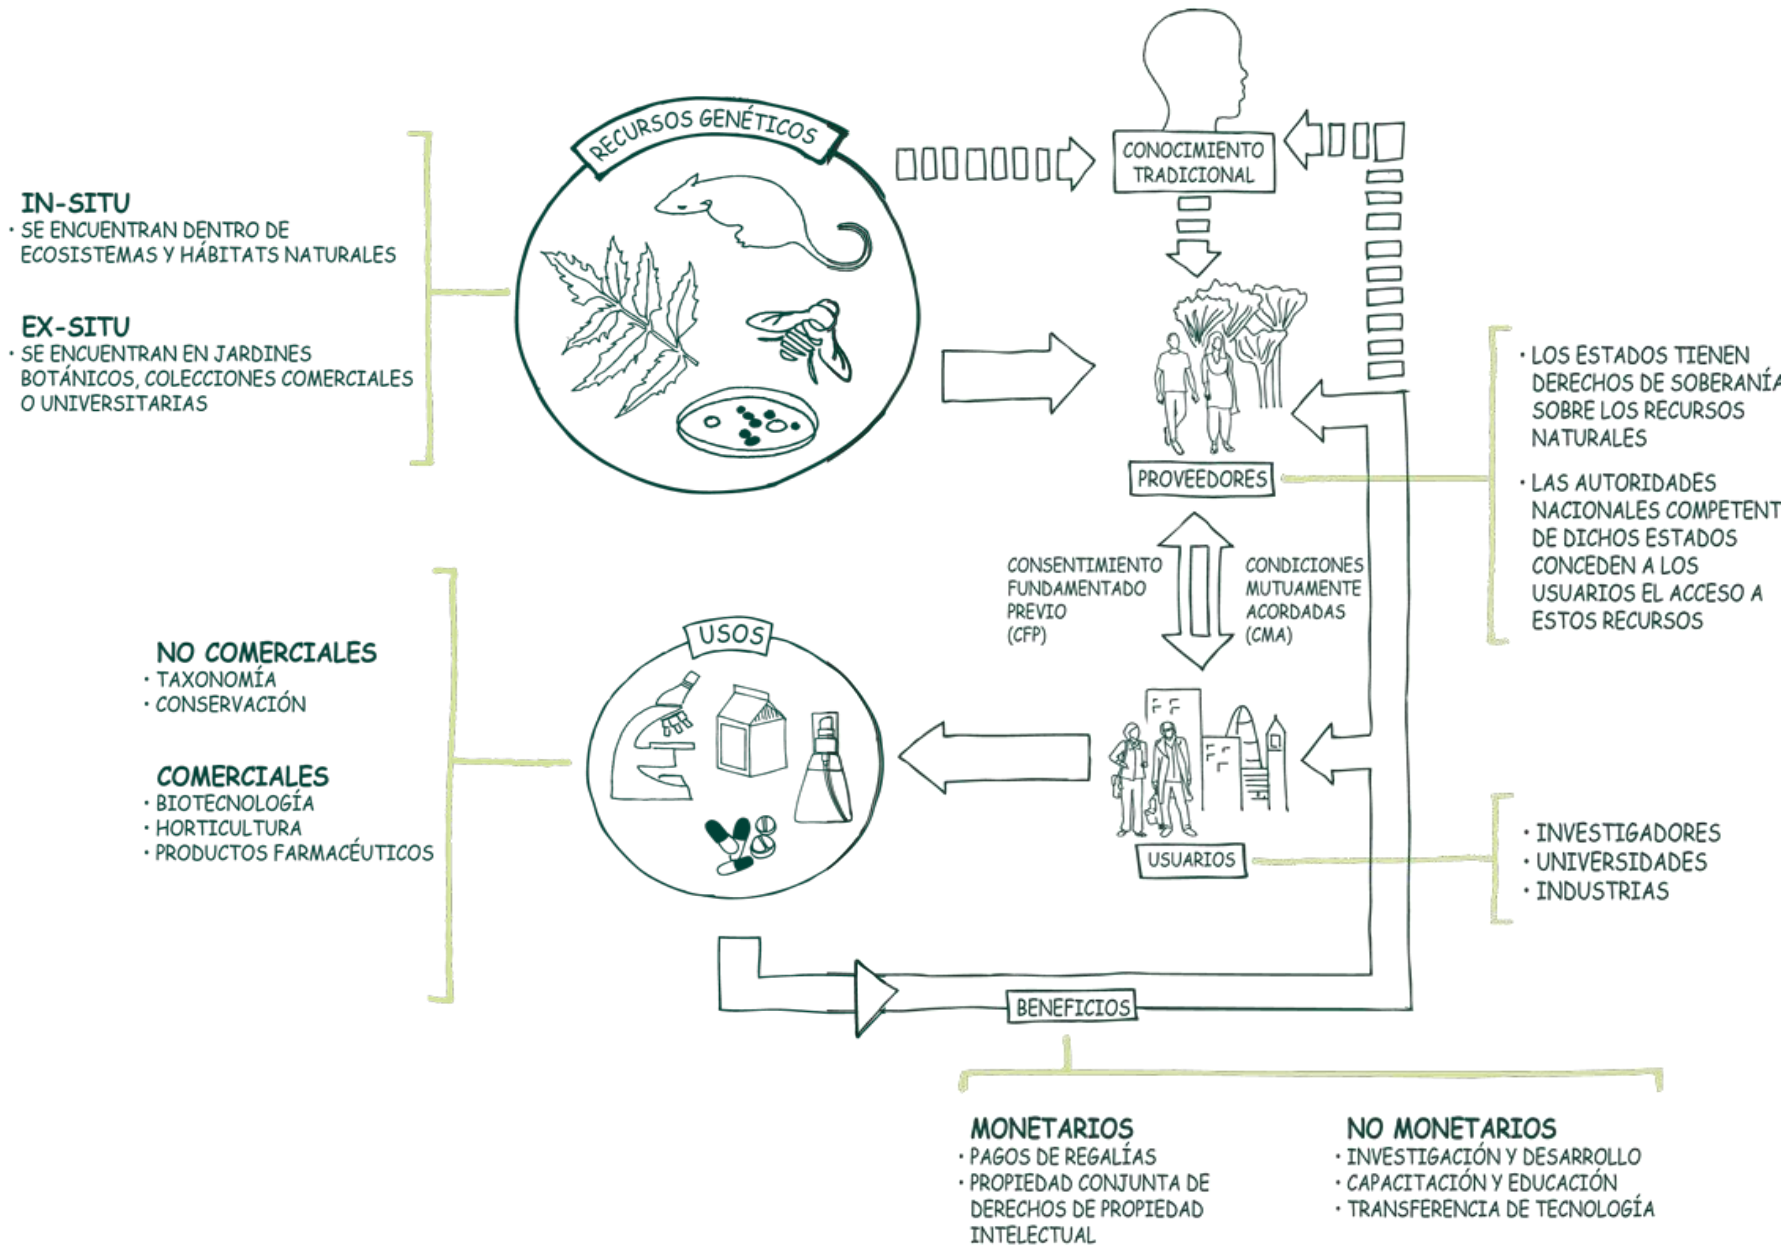 RECURSOS GENÉTICOS
CONOCIMIENTO
TRADICIONAL
IN-SITU
· SE ENCUENTRAN DENTRO DE
ECOSISTEMAS Y HÁBITATS NATURALES
EX-SITU
· SE ENCUENTRAN EN JARDINES
BOTÁNICOS, COLECCIONES COMERCIALES
O UNIVERSITARIAS
PROVEEDORES
· LOS ESTADOS TIENEN
DERECHOS DE SOBERANÍA
SOBRE LOS RECURSOS
NATURALES
· LAS AUTORIDADES
NACIONALES COMPETENT
DE DICHOS ESTADOS
CONCEDEN A LOS
USUARIOS EL ACCESO A
ESTOS RECURSOS
CONSENTIMIENTO
FUNDAMENTADO
PREVIO
(CFP)
CONDICIONES
MUTUAMENTE
ACORDADAS
(CMA)
USOS
NO COMERCIALES
· TAXONOMÍA
· CONSERVACIÓN
COMERCIALES
· BIOTECNOLOGÍA
· HORTICULTURA
· PRODUCTOS FARMACÉUTICOS
USUARIOS
· INVESTIGADORES
· UNIVERSIDADES
· INDUSTRIAS
BENEFICIOS
MONETARIOS
· PAGOS DE REGALÍAS
· PROPIEDAD CONJUNTA DE
DERECHOS DE PROPIEDAD
INTELECTUAL
NO MONETARIOS
· INVESTIGACIÓN Y DESARROLLO
· CAPACITACIÓN Y EDUCACIÓN
· TRANSFERENCIA DE TECNOLOGÍA